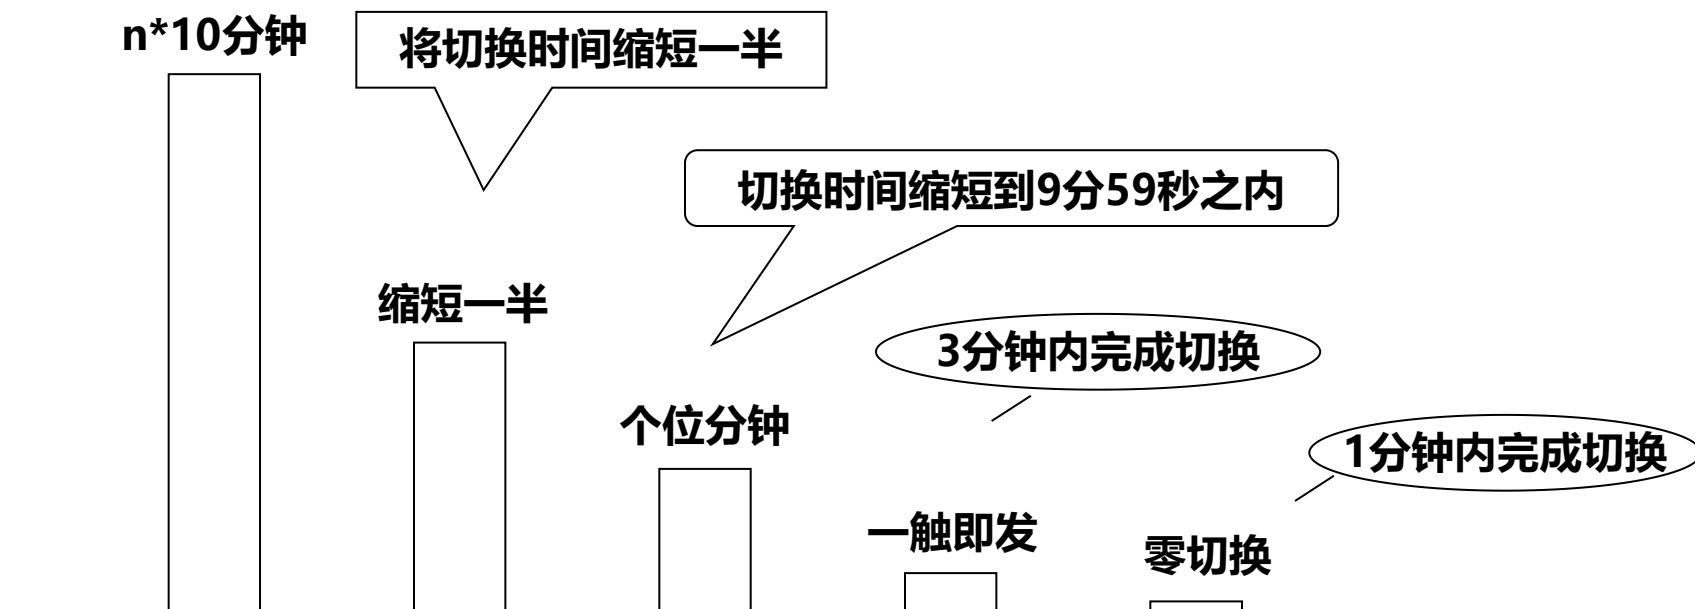 n*10分钟
将切换时间缩短一半
切换时间缩短到9分59秒之内
缩短一半
3分钟内完成切换
个位分钟
1分钟内完成切换
一触即发
零切换